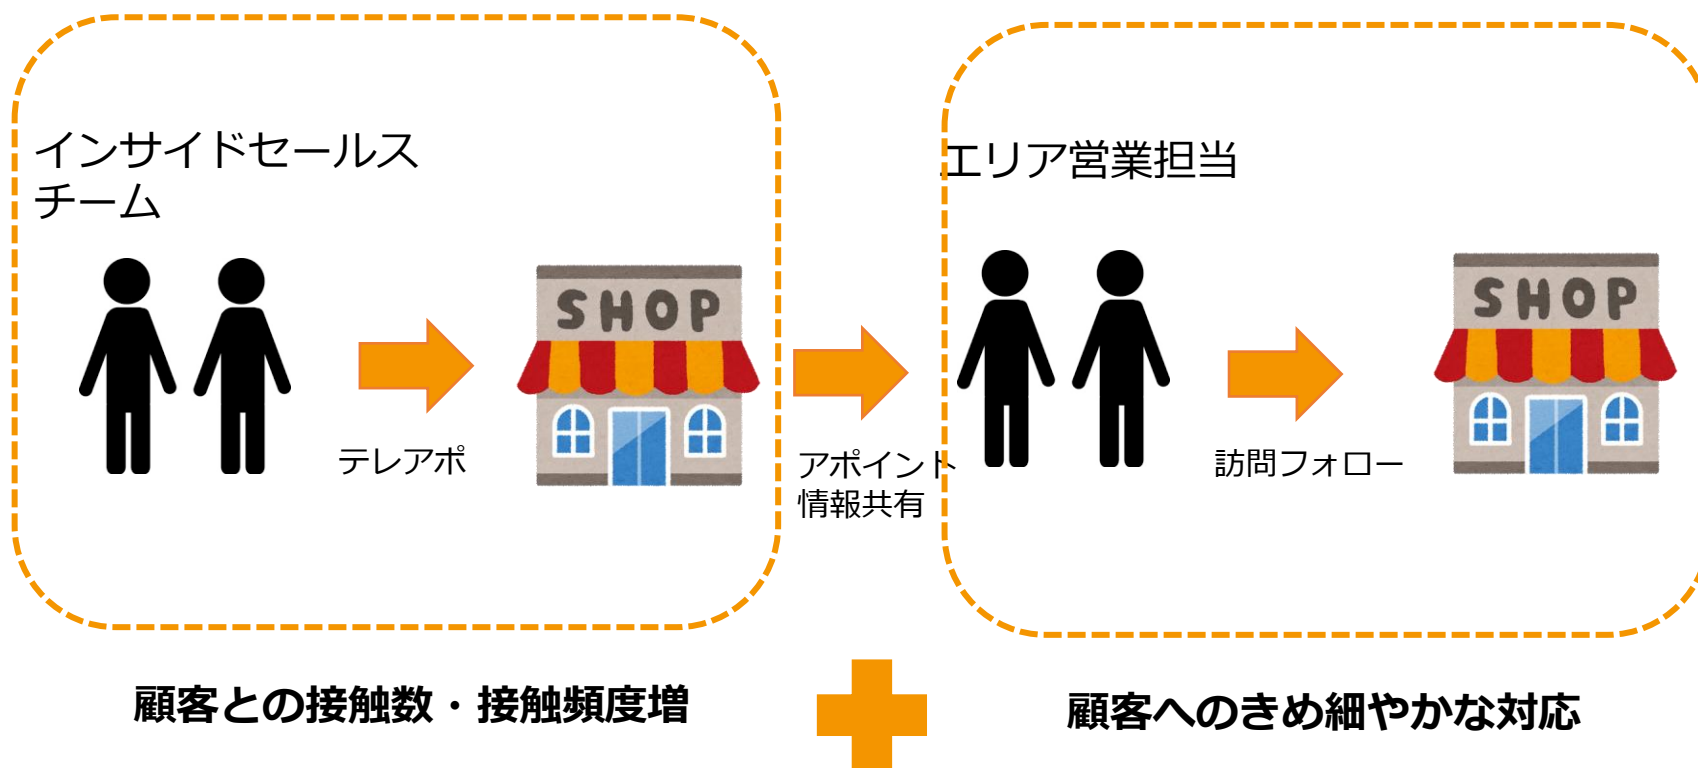 インサイドセールス
チーム
SHOP
テレアポ
アポイント
情報共有
エリア営業担当
SHOP
訪問フォロー
顧客との接触数・接触頻度増
顧客へのきめ細やかな対応